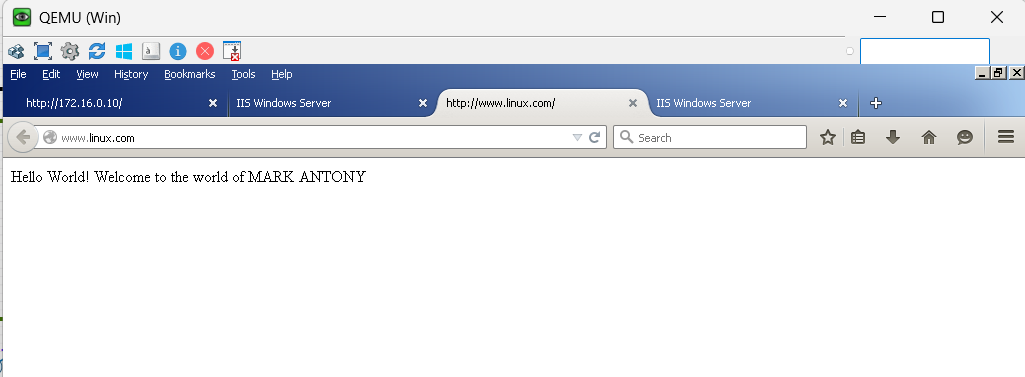 QEMU (Win)
File Edit View History Bookmarks Tools Help
http://172.16.0.10/ IIS Windows Server http://www.linux.com/ IIS Windows Server
www.linux.com Search
Hello World! Welcome to the world of MARK ANTONY